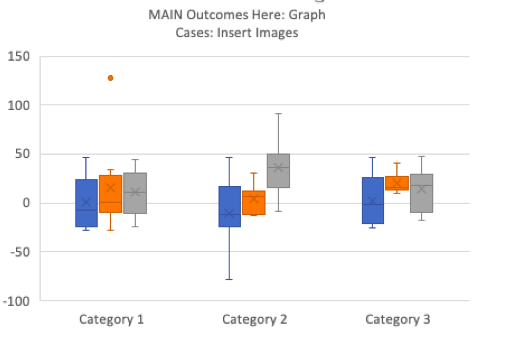 MAIN Outcomes Here: Graph
Cases: Insert Images
150
100
50
0
-50
-100
Category 1 Category 2 Category 3